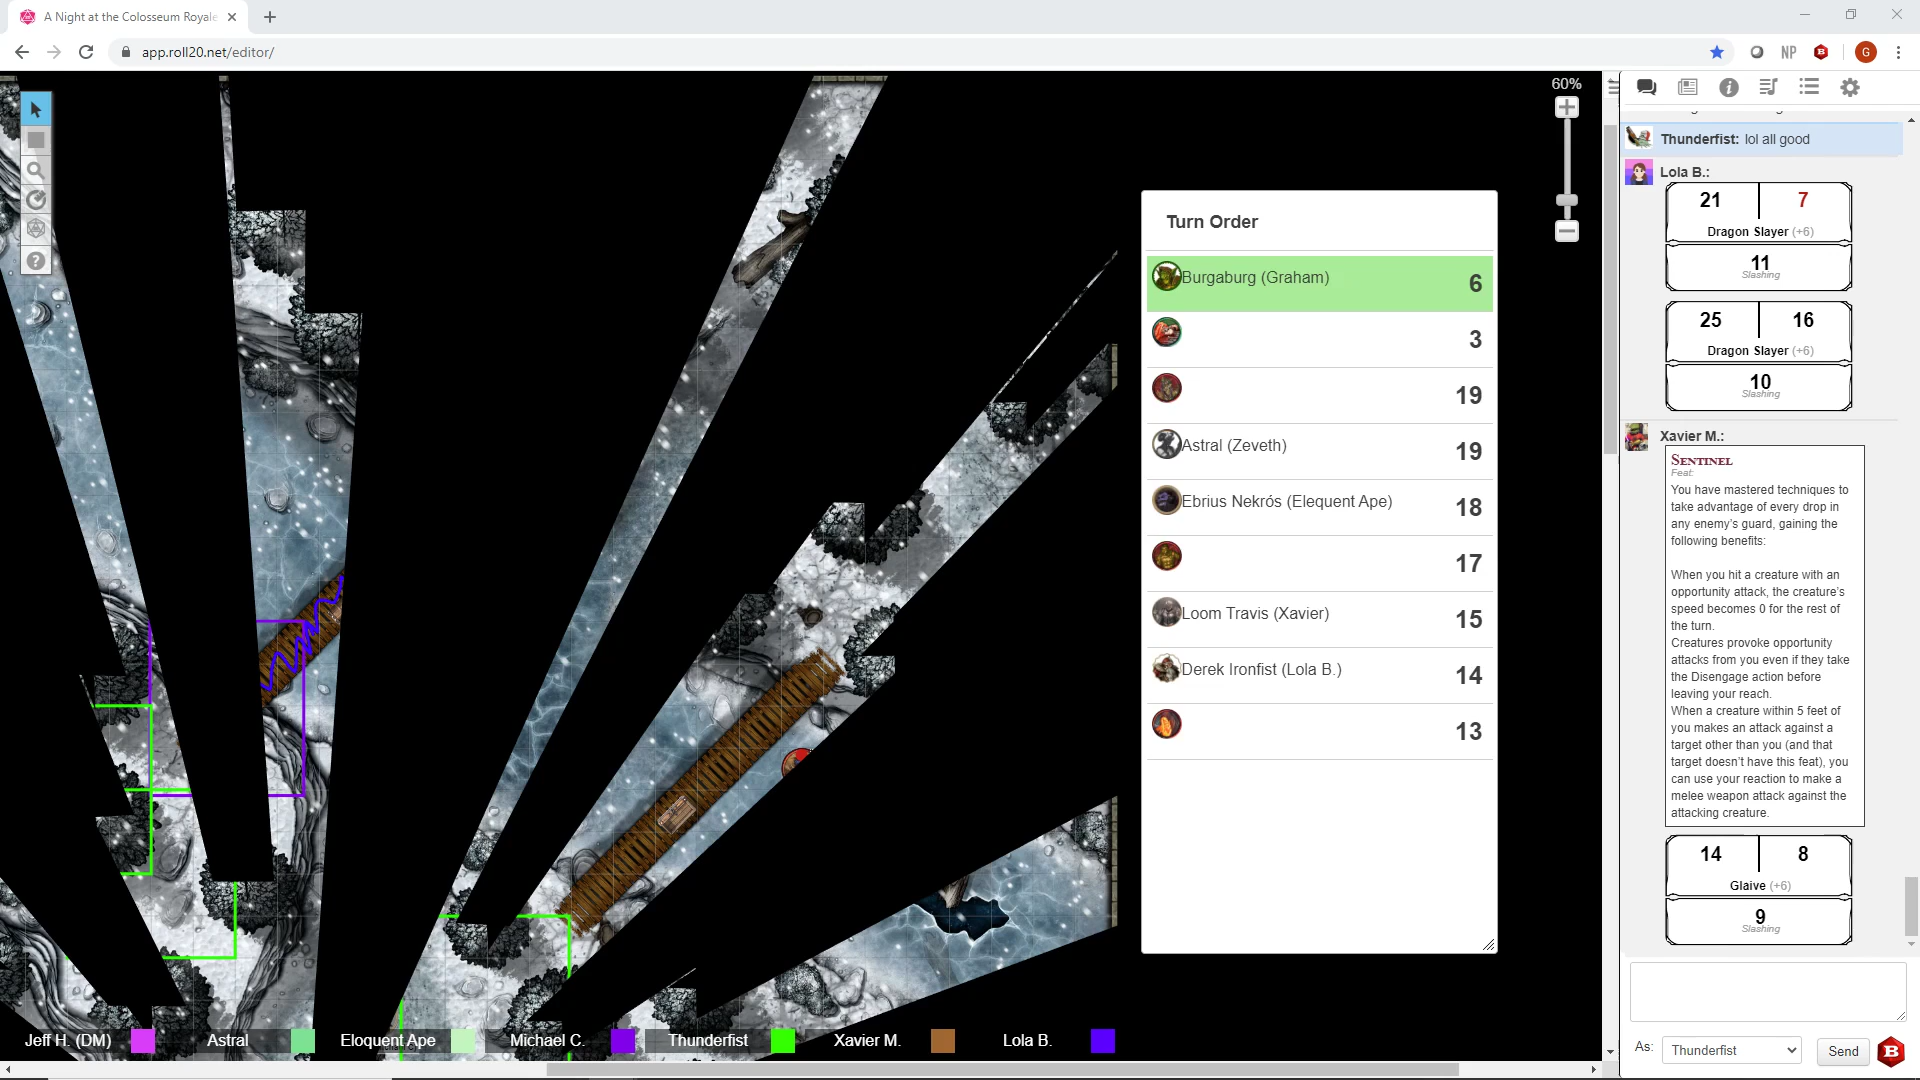 A Night at the Colosseum Royale
app.roll20.net/editor/
NP
G
60%
Thunderfist: lol all good
Lola B.:
21 7
Dragon Slayer (+6)
11
Slashing
25 16
Dragon Slayer (+6)
10
Slashing
Xavier M.:
SENTINEL
Feat:
You have mastered techniques to
take advantage of every drop in
any enemy's guard, gaining the
following benefits:
When you hit a creature with an
opportunity attack, the creature's
speed becomes 0 for the rest of
the turn.
Creatures provoke opportunity
attacks from you even if they take
the Disengage action before
leaving your reach.
When a creature within 5 feet of
you makes an attack against a
target other than you (and that
target doesn't have this feat), you
can use your reaction to make a
melee weapon attack against the
attacking creature.
14 8
Glaive (+6)
9
Slashing
As: Thunderfist Send B
Turn Order
Burgaburg (Graham) 6
3
19
Astral (Zeveth) 19
Ebrius Nekrós (Elequent Ape) 18
17
Loom Travis (Xavier) 15
Derek Ironfist (Lola B.) 14
13
Jeff H. (DM) Astral Eloquent Ape Michael C. Thunderfist Xavier M. Lola B.